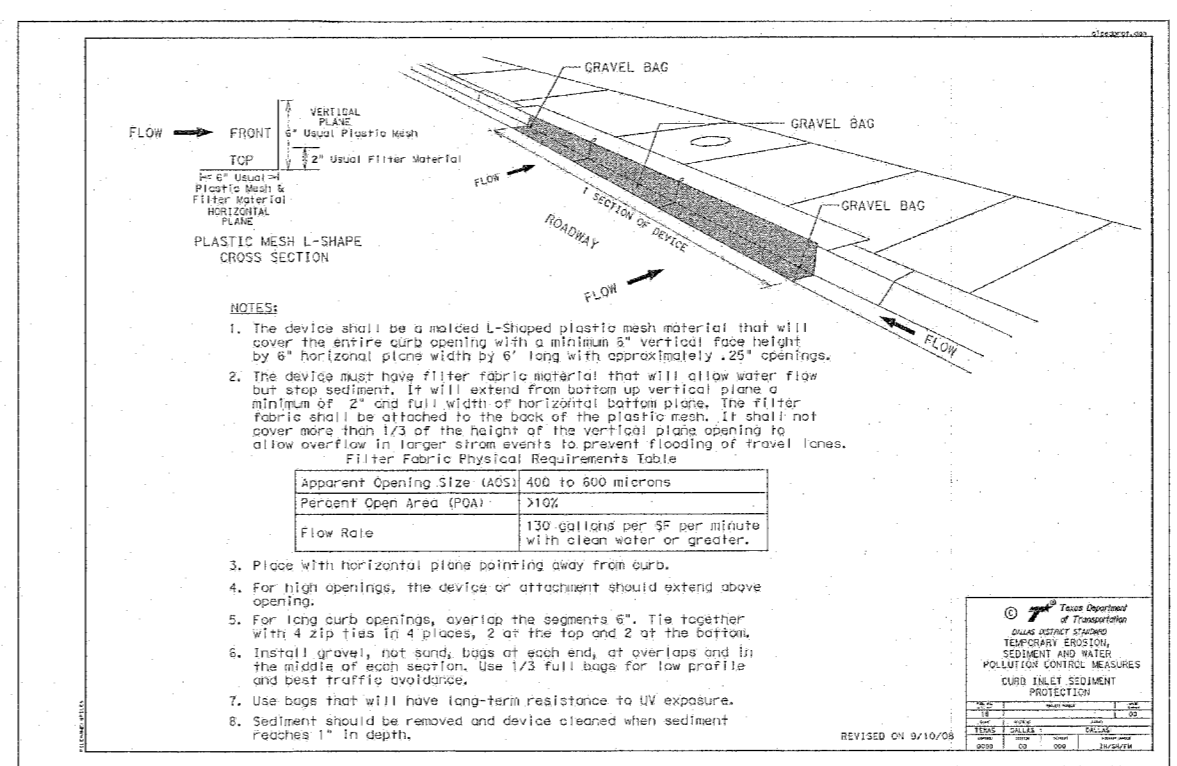 GRAVEL BAG
VERTICAL
PLANE
FLOW
FRONT
6" Usual Plastic Mesh
GRAVEL BAG
TOP
2" Usual Filter Material
6" Usual
Plastic Mesh &
Filter Material
HORIZONTAL
PLANE
FLOW
1 SECTION OF DEVICE
GRAVEL BAG
ROADWAY
PLASTIC MESH L-SHAPE
CROSS SECTION
FLOW
FLOW
NOTES:
1. The device shall be a molded L-Shaped plastic mesh material that will
cover the entire curb opening with a minimum 6" vertical face height
by 6" horizonal plane width by 6' long with approximately .25" openings.
2. The device must have filter fabric material that will allow water flow
but stop sediment. It will extend from bottom up vertical plane a
minimum of 2" and full width of horizontal bottom plane. The filter
fabric shall be attached to the back of the plastic mesh. It shall not
cover more than 1/3 of the height of the vertical plane opening to
allow overflow in larger strom events to prevent flooding of travel lanes.
Filter Fabric Physical Requirements Table
Apparent Opening Size (AOS) 400 to 600 microns
Percent Open Area (POA) >10%
Flow Rate 130 gallons per SF per minute
with clean water or greater.
3. Place with horizontal plane pointing away from curb.
4. For high openings, the device or attachment should extend above
opening.
5. For long curb openings, overlap the segments 6". Tie together
with 4 zip ties in 4 places, 2 at the top and 2 at the bottom.
6. Install gravel, not sand, bags at each end, at overlaps and in
the middle of each section. Use 1/3 full bags for low profile
and best traffic avoidance.
7. Use bags that will have long-term resistance to UV exposure.
8. Sediment should be removed and device cleaned when sediment
reaches 1" in depth.
REVISED ON 9/10/08
© Texas Department
of Transportation
DALLAS DISTRICT STANDARD
TEMPORARY EROSION,
SEDIMENT AND WATER
POLLUTION CONTROL MEASURES
CURB INLET SEDIMENT
PROTECTION
TEXAS DALLAS DALLAS
0000 00 000 IH/SH/FM